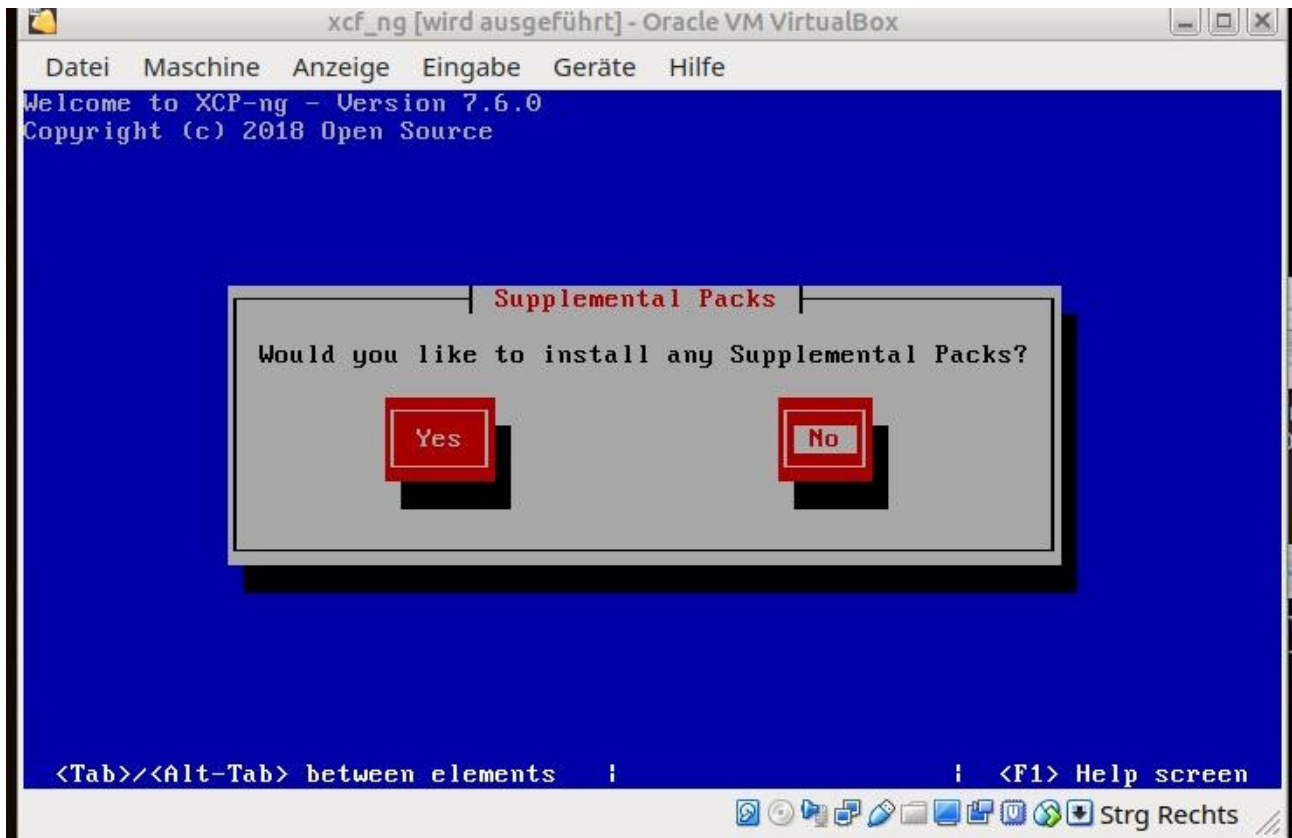 xcf_ng [wird ausgeführt] - Oracle VM VirtualBox
Datei Maschine Anzeige Eingabe Geräte Hilfe
Welcome to XCP-ng - Version 7.6.0
Copyright (c) 2018 Open Source
Supplemental Packs
Would you like to install any Supplemental Packs?
Yes No
<Tab>/<Alt-Tab> between elements | | <F1> Help screen
Strg Rechts